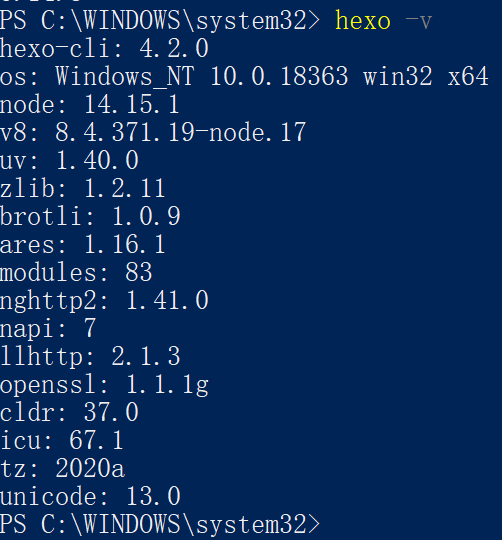 PS C:\WINDOWS\system32> hexo -v
hexo-cli: 4.2.0
os: Windows_NT 10.0.18363 win32 x64
node: 14.15.1
v8: 8.4.371.19-node.17
uv: 1.40.0
zlib: 1.2.11
brotli: 1.0.9
ares: 1.16.1
modules: 83
nghttp2: 1.41.0
napi: 7
llhttp: 2.1.3
openssl: 1.1.1g
cldr: 37.0
icu: 67.1
tz: 2020a
unicode: 13.0
PS C:\WINDOWS\system32>